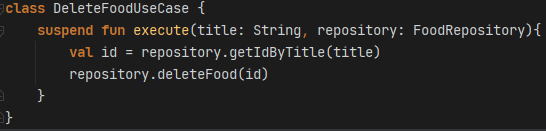 class DeleteFoodUseCase {
    suspend fun execute(title: String, repository: FoodRepository){
        val id = repository.getIdByTitle(title)
        repository.deleteFood(id)
    }
}